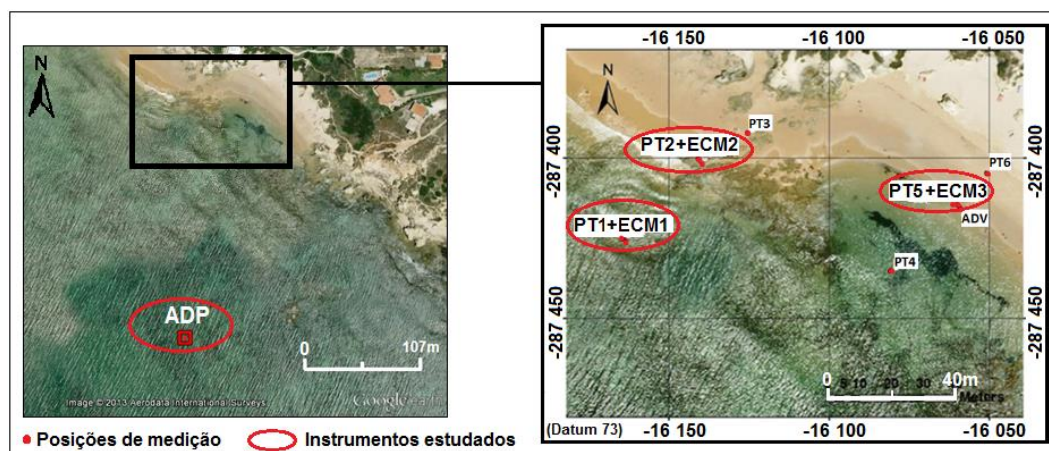 N
ADP
0 107m
Image © 2013 Aerodata International Surveys
Google earth
-16 150 -16 100 -16 050
N
PT3
PT2+ECM2
PT6
PT5+ECM3
ADV
PT1+ECM1
PT4
-287 400
-287 450
-287 400
-287 450
0 40m
0 5 10 20 30
Meters
(Datum 73)
-16 150 -16 100 -16 050
Posições de medição
Instrumentos estudados